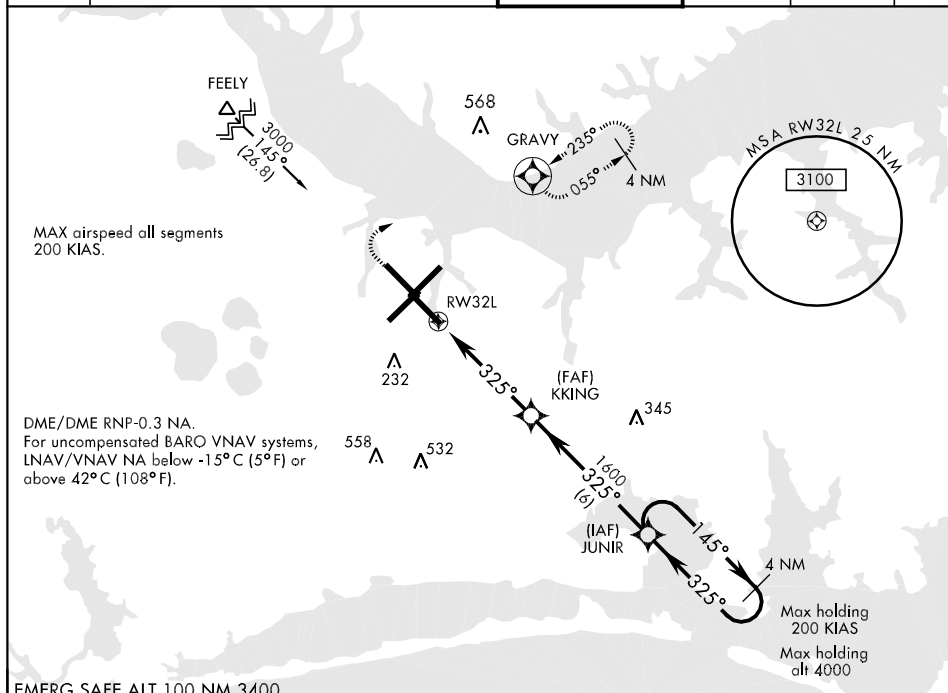 FEELY
3000
145°
(26.8)
568
GRAVY
235°
055°
4 NM
MSA RW32L 25 NM
3100
MAX airspeed all segments
200 KIAS.
RW32L
232
325°
(FAF)
KKING
345
DME/DME RNP-0.3 NA.
For uncompensated BARO VNAV systems,
LNAV/VNAV NA below -15°C (5°F) or
above 42°C (108°F).
558
532
1600
325°
(6)
(IAF)
JUNIR
145°
4 NM
325°
Max holding
200 KIAS
Max holding
alt 4000
EMERG SAFE ALT 100 NM 3400